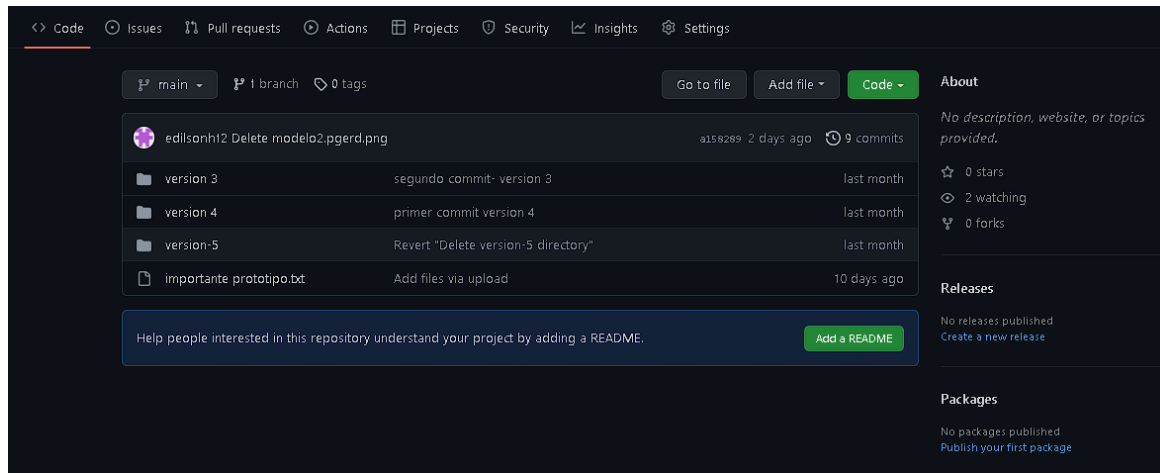 Code Issues Pull requests Actions Projects Security Insights Settings
main 1 branch 0 tags Go to file Add file Code
edilsonh12 Delete modelo2.pgerd.png a158289 2 days ago 9 commits
version 3 segundo commit- version 3 last month
version 4 primer commit version 4 last month
version-5 Revert "Delete version-5 directory" last month
importante prototipo.txt Add files via upload 10 days ago
Help people interested in this repository understand your project by adding a README. Add a README
About
No description, website, or topics
provided.
0 stars
2 watching
0 forks
Releases
No releases published
Create a new release
Packages
No packages published
Publish your first package